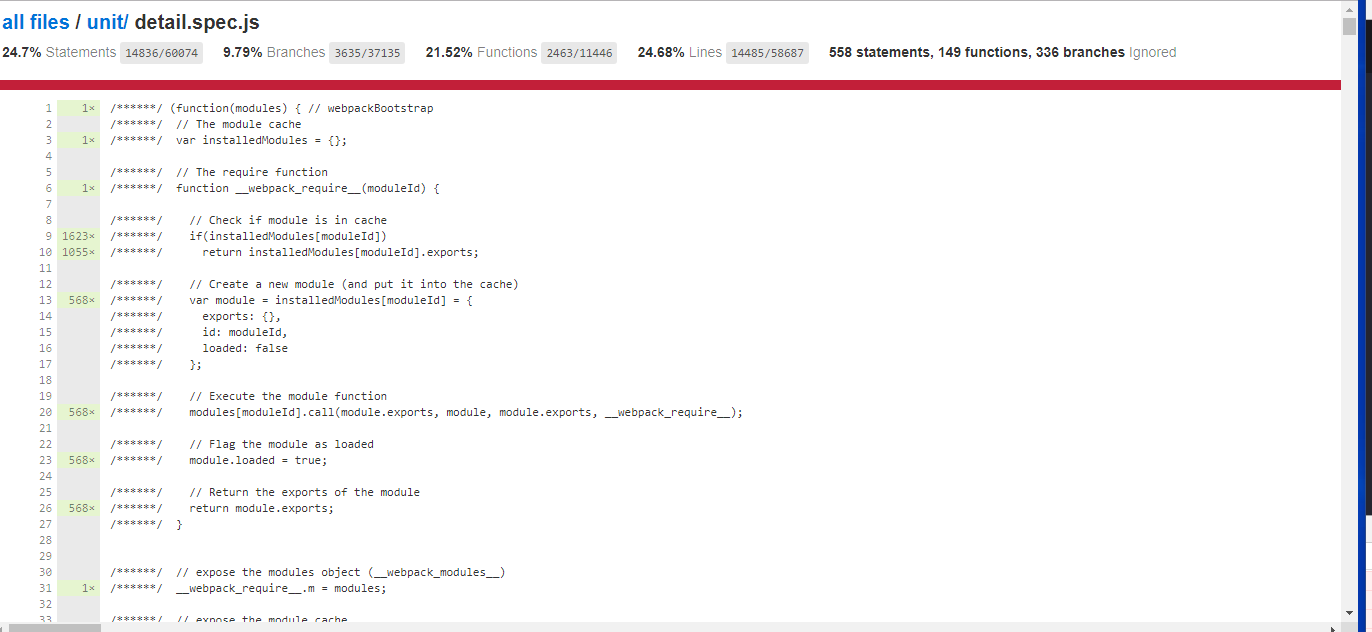 all files / unit/ detail.spec.js
24.7% Statements 14836/60074 9.79% Branches 3635/37135 21.52% Functions 2463/11446 24.68% Lines 14485/58687 558 statements, 149 functions, 336 branches Ignored
1 1× /******/ (function(modules) { // webpackBootstrap
2 /******/ // The module cache
3 1× /******/ var installedModules = {};
4
5 /******/ // The require function
6 1× /******/ function __webpack_require__(moduleId) {
7
8 /******/ // Check if module is in cache
9 1623× /******/ if(installedModules[moduleId])
10 1055× /******/ return installedModules[moduleId].exports;
11
12 /******/ // Create a new module (and put it into the cache)
13 568× /******/ var module = installedModules[moduleId] = {
14 /******/ exports: {},
15 /******/ id: moduleId,
16 /******/ loaded: false
17 /******/ };
18
19 /******/ // Execute the module function
20 568× /******/ modules[moduleId].call(module.exports, module, module.exports, __webpack_require__);
21
22 /******/ // Flag the module as loaded
23 568× /******/ module.loaded = true;
24
25 /******/ // Return the exports of the module
26 568× /******/ return module.exports;
27 /******/ }
28
29
30 /******/ // expose the modules object (__webpack_modules__)
31 1× /******/ __webpack_require__.m = modules;
32
33 /******/ // expose the module cache